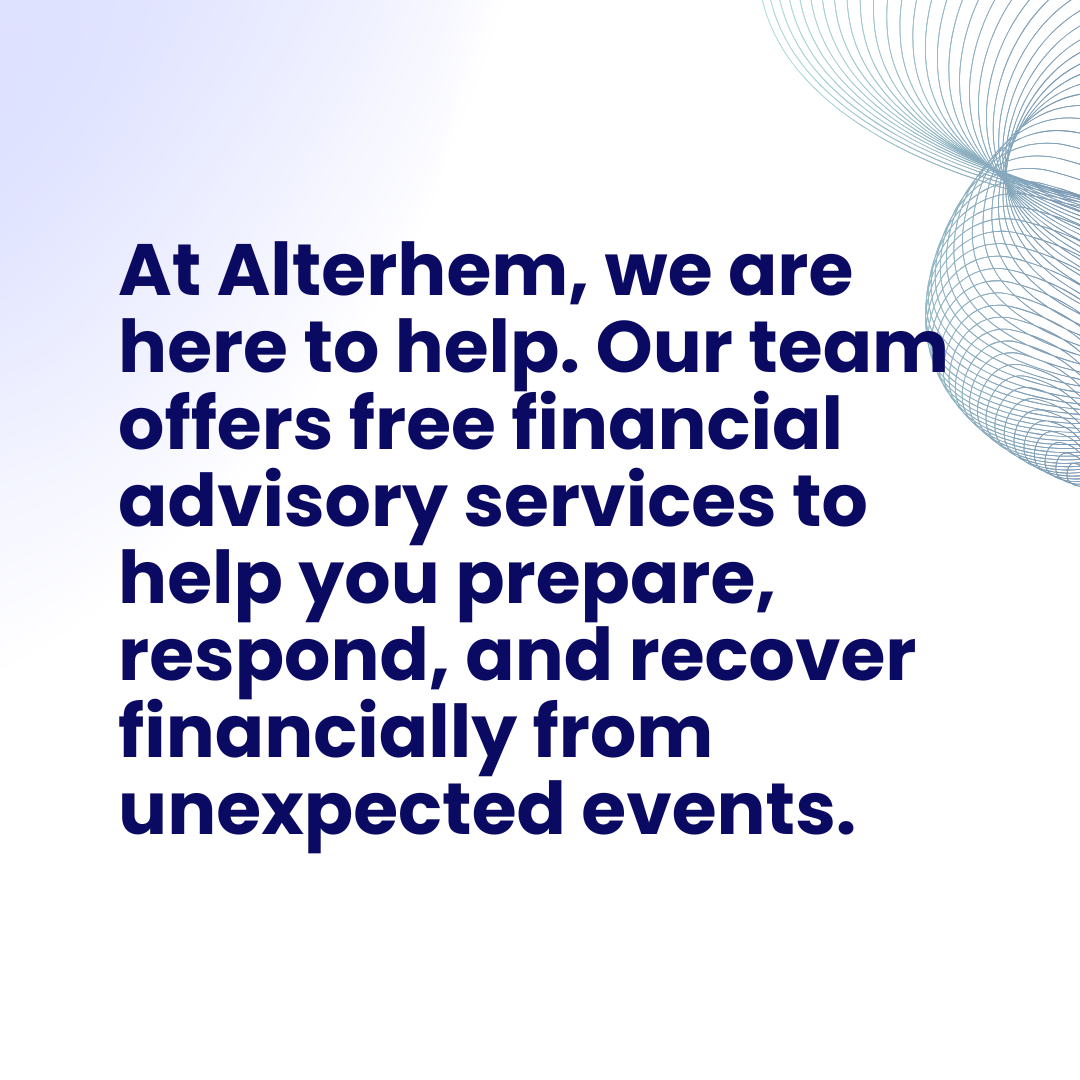 At Alterhem, we are
here to help. Our team
offers free financial
advisory services to
help you prepare,
respond, and recover
financially from
unexpected events.